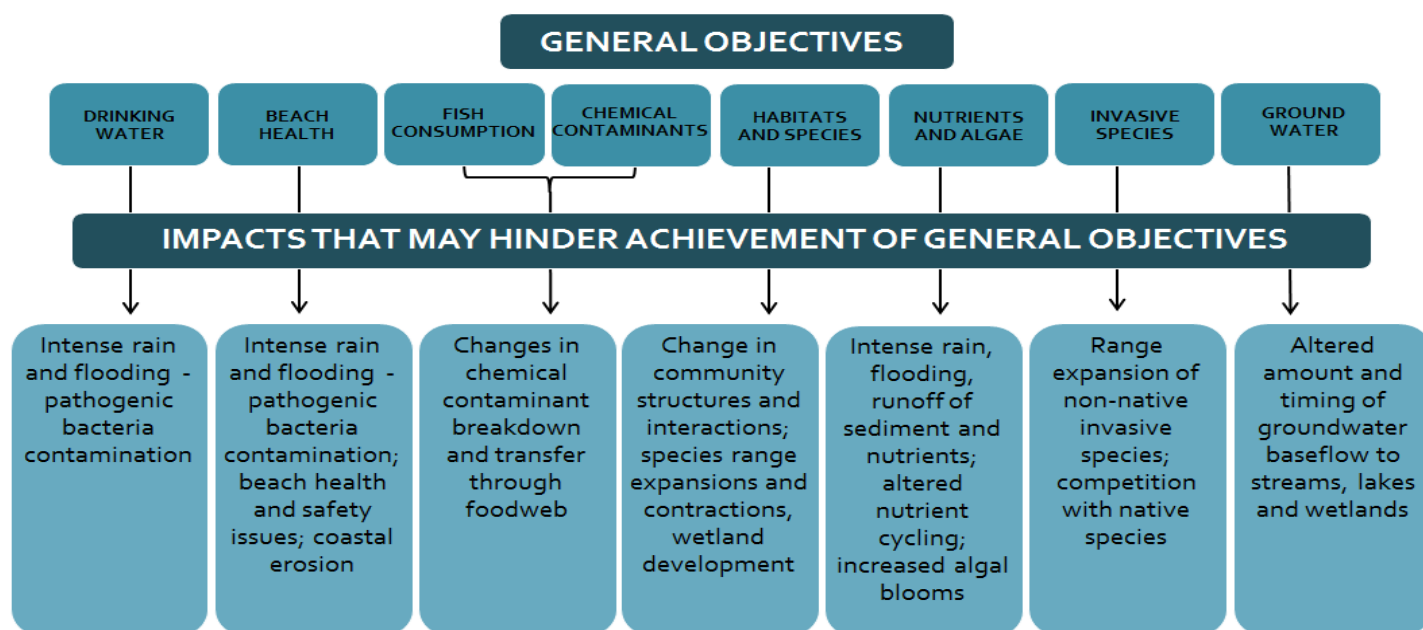 GENERAL OBJECTIVES
DRINKING
WATER
BEACH
HEALTH
FISH
CONSUMPTION
CHEMICAL
CONTAMINANTS
HABITATS
AND SPECIES
NUTRIENTS
AND ALGAE
INVASIVE
SPECIES
GROUND
WATER
IMPACTS THAT MAY HINDER ACHIEVEMENT OF GENERAL OBJECTIVES
Intense rain
and flooding -
pathogenic
bacteria
contamination
Intense rain
and flooding -
pathogenic
bacteria
contamination;
beach health
and safety
issues; coastal
erosion
Changes in
chemical
contaminant
breakdown
and transfer
through
foodweb
Change in
community
structures and
interactions;
species range
expansions and
contractions,
wetland
development
Intense rain,
flooding,
runoff of
sediment and
nutrients;
altered
nutrient
cycling;
increased algal
blooms
Range
expansion of
non-native
invasive
species;
competition
with native
species
Altered
amount and
timing of
groundwater
baseflow to
streams, lakes
and wetlands